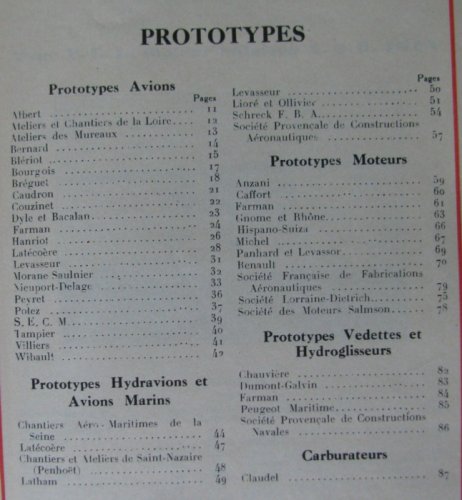 PROTOTYPES
Prototypes Avions
Pages
Albert 11
Ateliers et Chantiers de la Loire 12
Ateliers des Mureaux 13
Bernard 14
Blériot 15
Bourgois 17
Bréguet 18
Caudron 21
Couzinet 22
Dyle et Bacalan 23
Farman 24
Hanriot 26
Latécoère 28
Levasseur 31
Morane Saulnier 32
Nieuport-Delage 33
Peyret 36
Potez 37
S. E. C. M. 39
Tampier 40
Villiers 41
Wibault 42
Prototypes Hydravions et
Avions Marins
Chantiers Aéro-Maritimes de la
Seine 44
Latécoère 47
Chantiers et Ateliers de Saint-Nazaire
(Penhoët) 48
Latham 49
Pages
Levasseur 50
Lioré et Ollivier 51
Schreck F. B. A. 54
Société Provençale de Constructions
Aéronautiques 57
Prototypes Moteurs
Anzani 59
Caffort 60
Farman 61
Gnome et Rhône 63
Hispano-Suiza 66
Michel 67
Panhard et Levassor 69
Renault 70
Société Française de Fabrications
Aéronautiques 79
Société Lorraine-Dietrich 75
Société des Moteurs Salmson 78
Prototypes Vedettes et
Hydroglisseurs
Chauvière 82
Dumont-Galvin 83
Farman 84
Peugeot Maritime 85
Société Provençale de Constructions
Navales 86
Carburateurs
Claudel 87